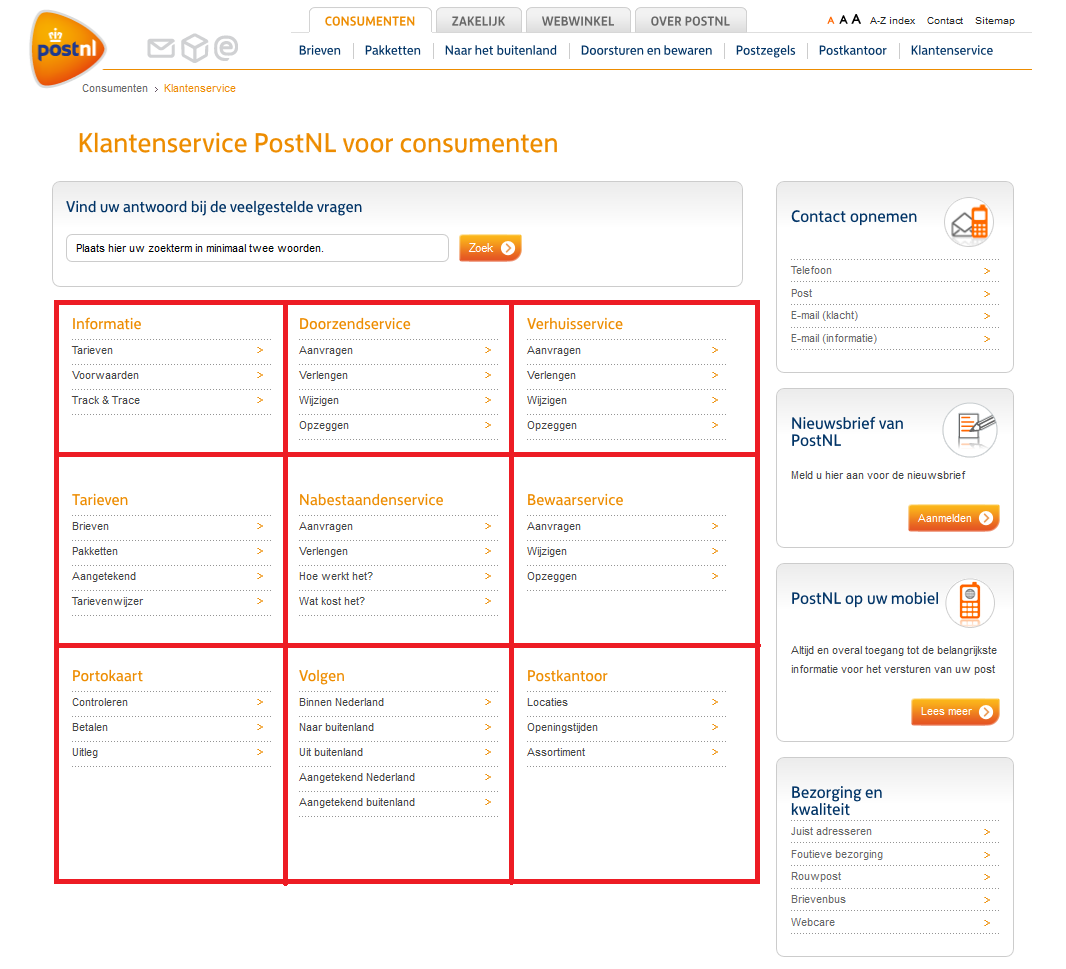 postnl
CONSUMENTEN ZAKELIJK WEBWINKEL OVER POSTNL
A A A A-Z index Contact Sitemap
Brieven Pakketten Naar het buitenland Doorsturen en bewaren Postzegels Postkantoor Klantenservice
Consumenten > Klantenservice
Klantenservice PostNL voor consumenten
Vind uw antwoord bij de veelgestelde vragen
Plaats hier uw zoekterm in minimaal twee woorden.
Zoek
Informatie
Tarieven >
Voorwaarden >
Track & Trace >
Doorzendservice
Aanvragen >
Verlengen >
Wijzigen >
Opzeggen >
Verhuisservice
Aanvragen >
Verlengen >
Wijzigen >
Opzeggen >
Tarieven
Brieven >
Pakketten >
Aangetekend >
Tarievenwijzer >
Nabestaandenservice
Aanvragen >
Verlengen >
Hoe werkt het? >
Wat kost het? >
Bewaarservice
Aanvragen >
Wijzigen >
Opzeggen >
Portokaart
Controleren >
Betalen >
Uitleg >
Volgen
Binnen Nederland >
Naar buitenland >
Uit buitenland >
Aangetekend Nederland >
Aangetekend buitenland >
Postkantoor
Locaties >
Openingstijden >
Assortiment >
Contact opnemen
Telefoon >
Post >
E-mail (klacht) >
E-mail (informatie) >
Nieuwsbrief van
PostNL
Meld u hier aan voor de nieuwsbrief
Aanmelden
PostNL op uw mobiel
Altijd en overal toegang tot de belangrijkste
informatie voor het versturen van uw post
Lees meer
Bezorging en
kwaliteit
Juist adresseren >
Foutieve bezorging >
Rouwpost >
Brievenbus >
Webcare >